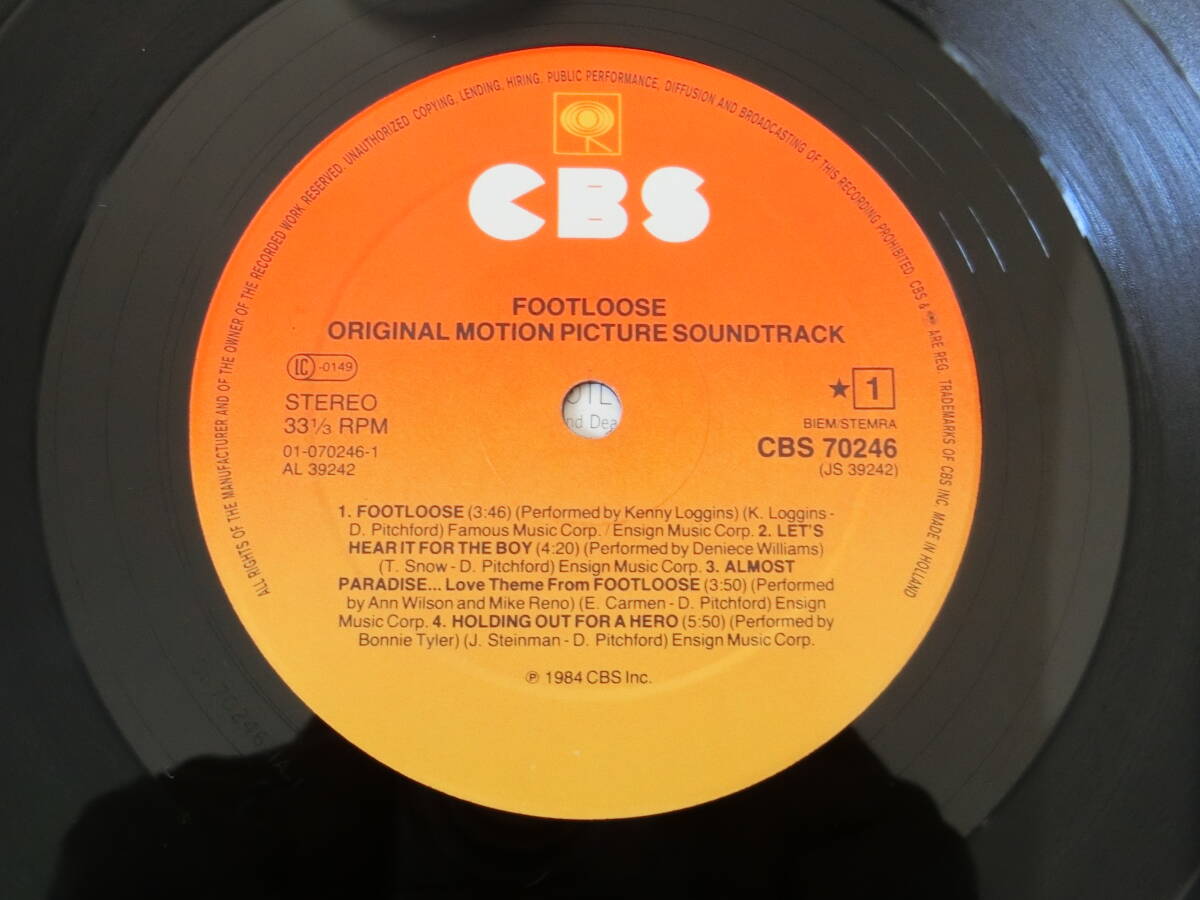 ALL RIGHTS OF THE MANUFACTURER AND OF THE OWNER OF THE RECORDED WORK RESERVED. UNAUTHORIZED COPYING, LENDING, HIRING, PUBLIC PERFORMANCE, DIFFUSION AND BROADCASTING OF THIS RECORDING PROHIBITED. CBS & ARE REG. TRADEMARKS OF CBS INC. MADE IN HOLLAND
CBS
FOOTLOOSE
ORIGINAL MOTION PICTURE SOUNDTRACK
LC -0149
STEREO
33 1/3 RPM
01-070246-1
AL 39242
★ 1
BIEM/STEMRA
CBS 70246
(JS 39242)
nd Dea
1. FOOTLOOSE (3:46) (Performed by Kenny Loggins) (K. Loggins -
D. Pitchford) Famous Music Corp. / Ensign Music Corp. 2. LET'S
HEAR IT FOR THE BOY (4:20) (Performed by Deniece Williams)
(T. Snow - D. Pitchford) Ensign Music Corp. 3. ALMOST
PARADISE... Love Theme From FOOTLOOSE (3:50) (Performed
by Ann Wilson and Mike Reno) (E. Carmen - D. Pitchford) Ensign
Music Corp. 4. HOLDING OUT FOR A HERO (5:50) (Performed by
Bonnie Tyler) (J. Steinman - D. Pitchford) Ensign Music Corp.
℗ 1984 CBS Inc.